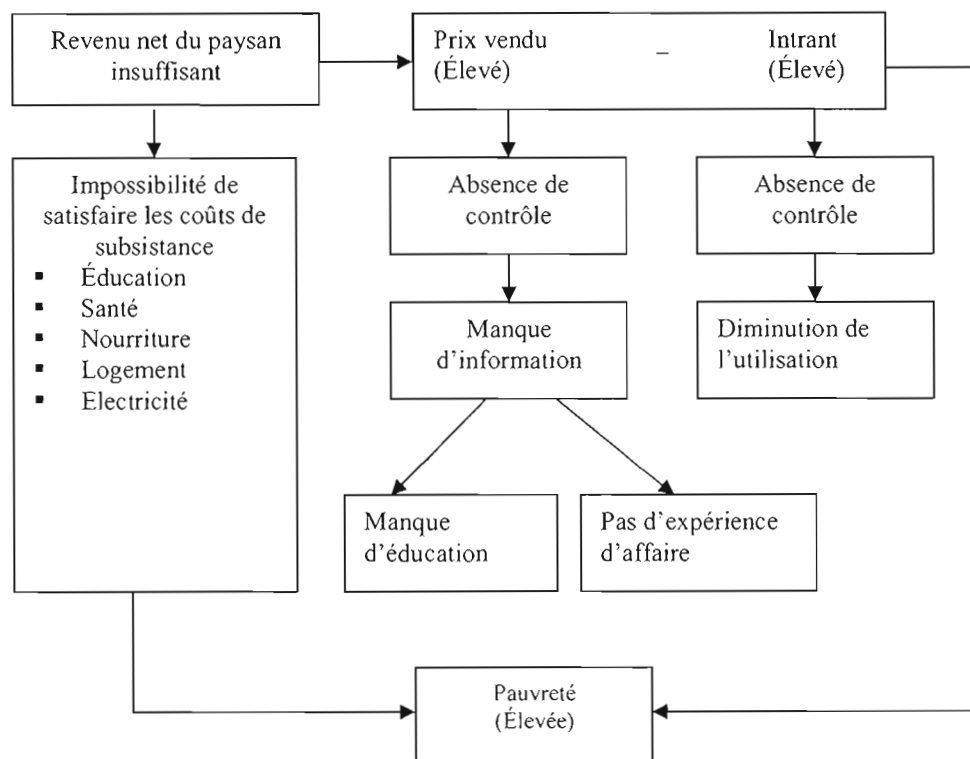 Revenu net du paysan
insuffisant
Prix vendu – Intrant
(Élevé) (Élevé)
Impossibilité de
satisfaire les coûts de
subsistance
▪ Éducation
▪ Santé
▪ Nourriture
▪ Logement
▪ Electricité
Absence de
contrôle
Absence de
contrôle
Manque
d'information
Diminution de
l'utilisation
Manque
d'éducation
Pas d'expérience
d'affaire
Pauvreté
(Élevée)